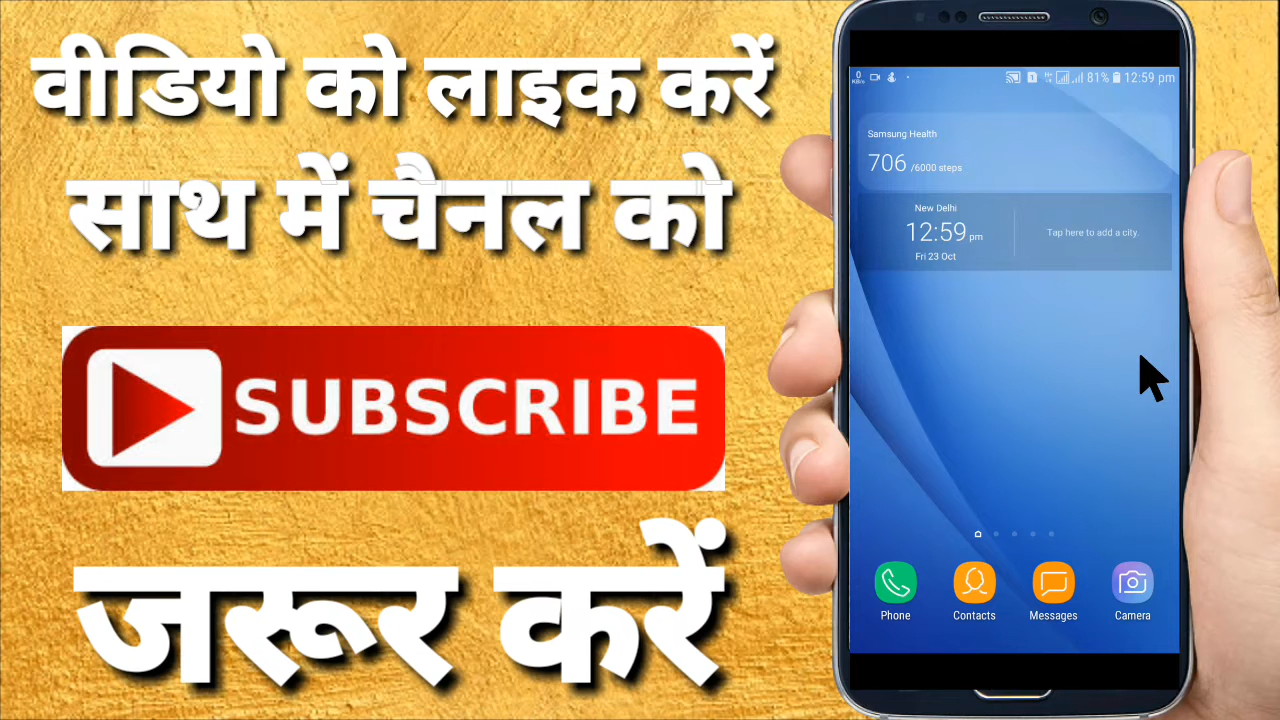 वीडियो को लाइक करें
साथ में चैनल को
SUBSCRIBE
जरूर करें
81% 12:59 pm
Samsung Health
706 /6000 steps
New Delhi
12:59 pm
Fri 23 Oct
Tap here to add a city.
Phone Contacts Messages Camera